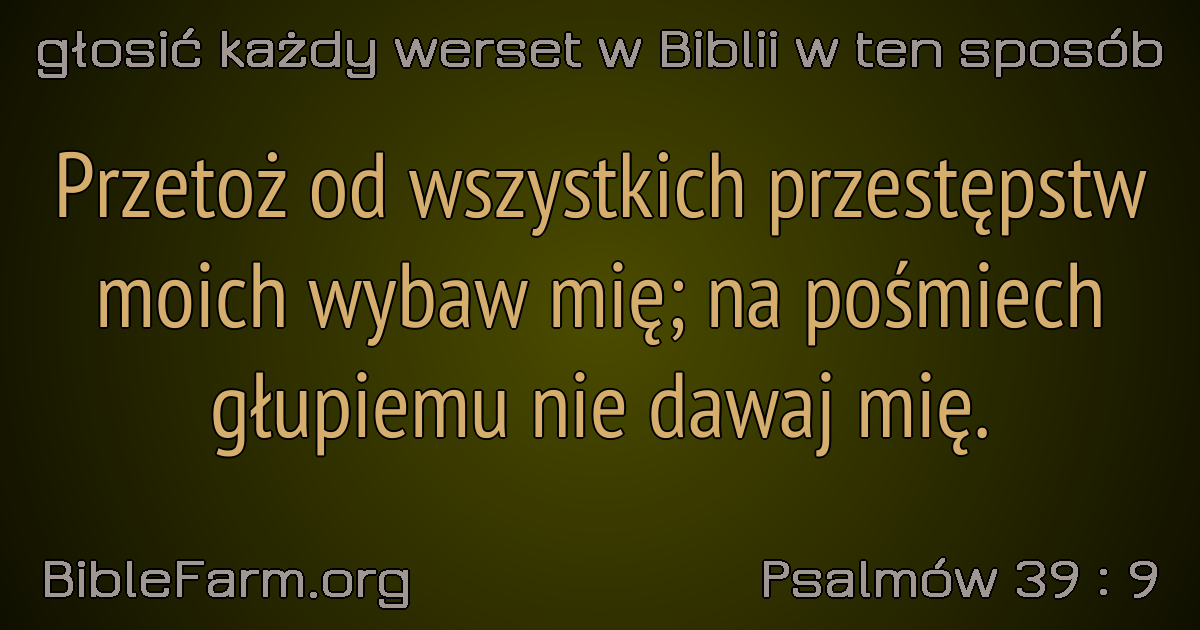 głosić każdy werset w Biblii w ten sposób
Przetoż od wszystkich przestępstw
moich wybaw mię; na pośmiech
głupiemu nie dawaj mię.
BibleFarm.org
Psalmów 39 : 9